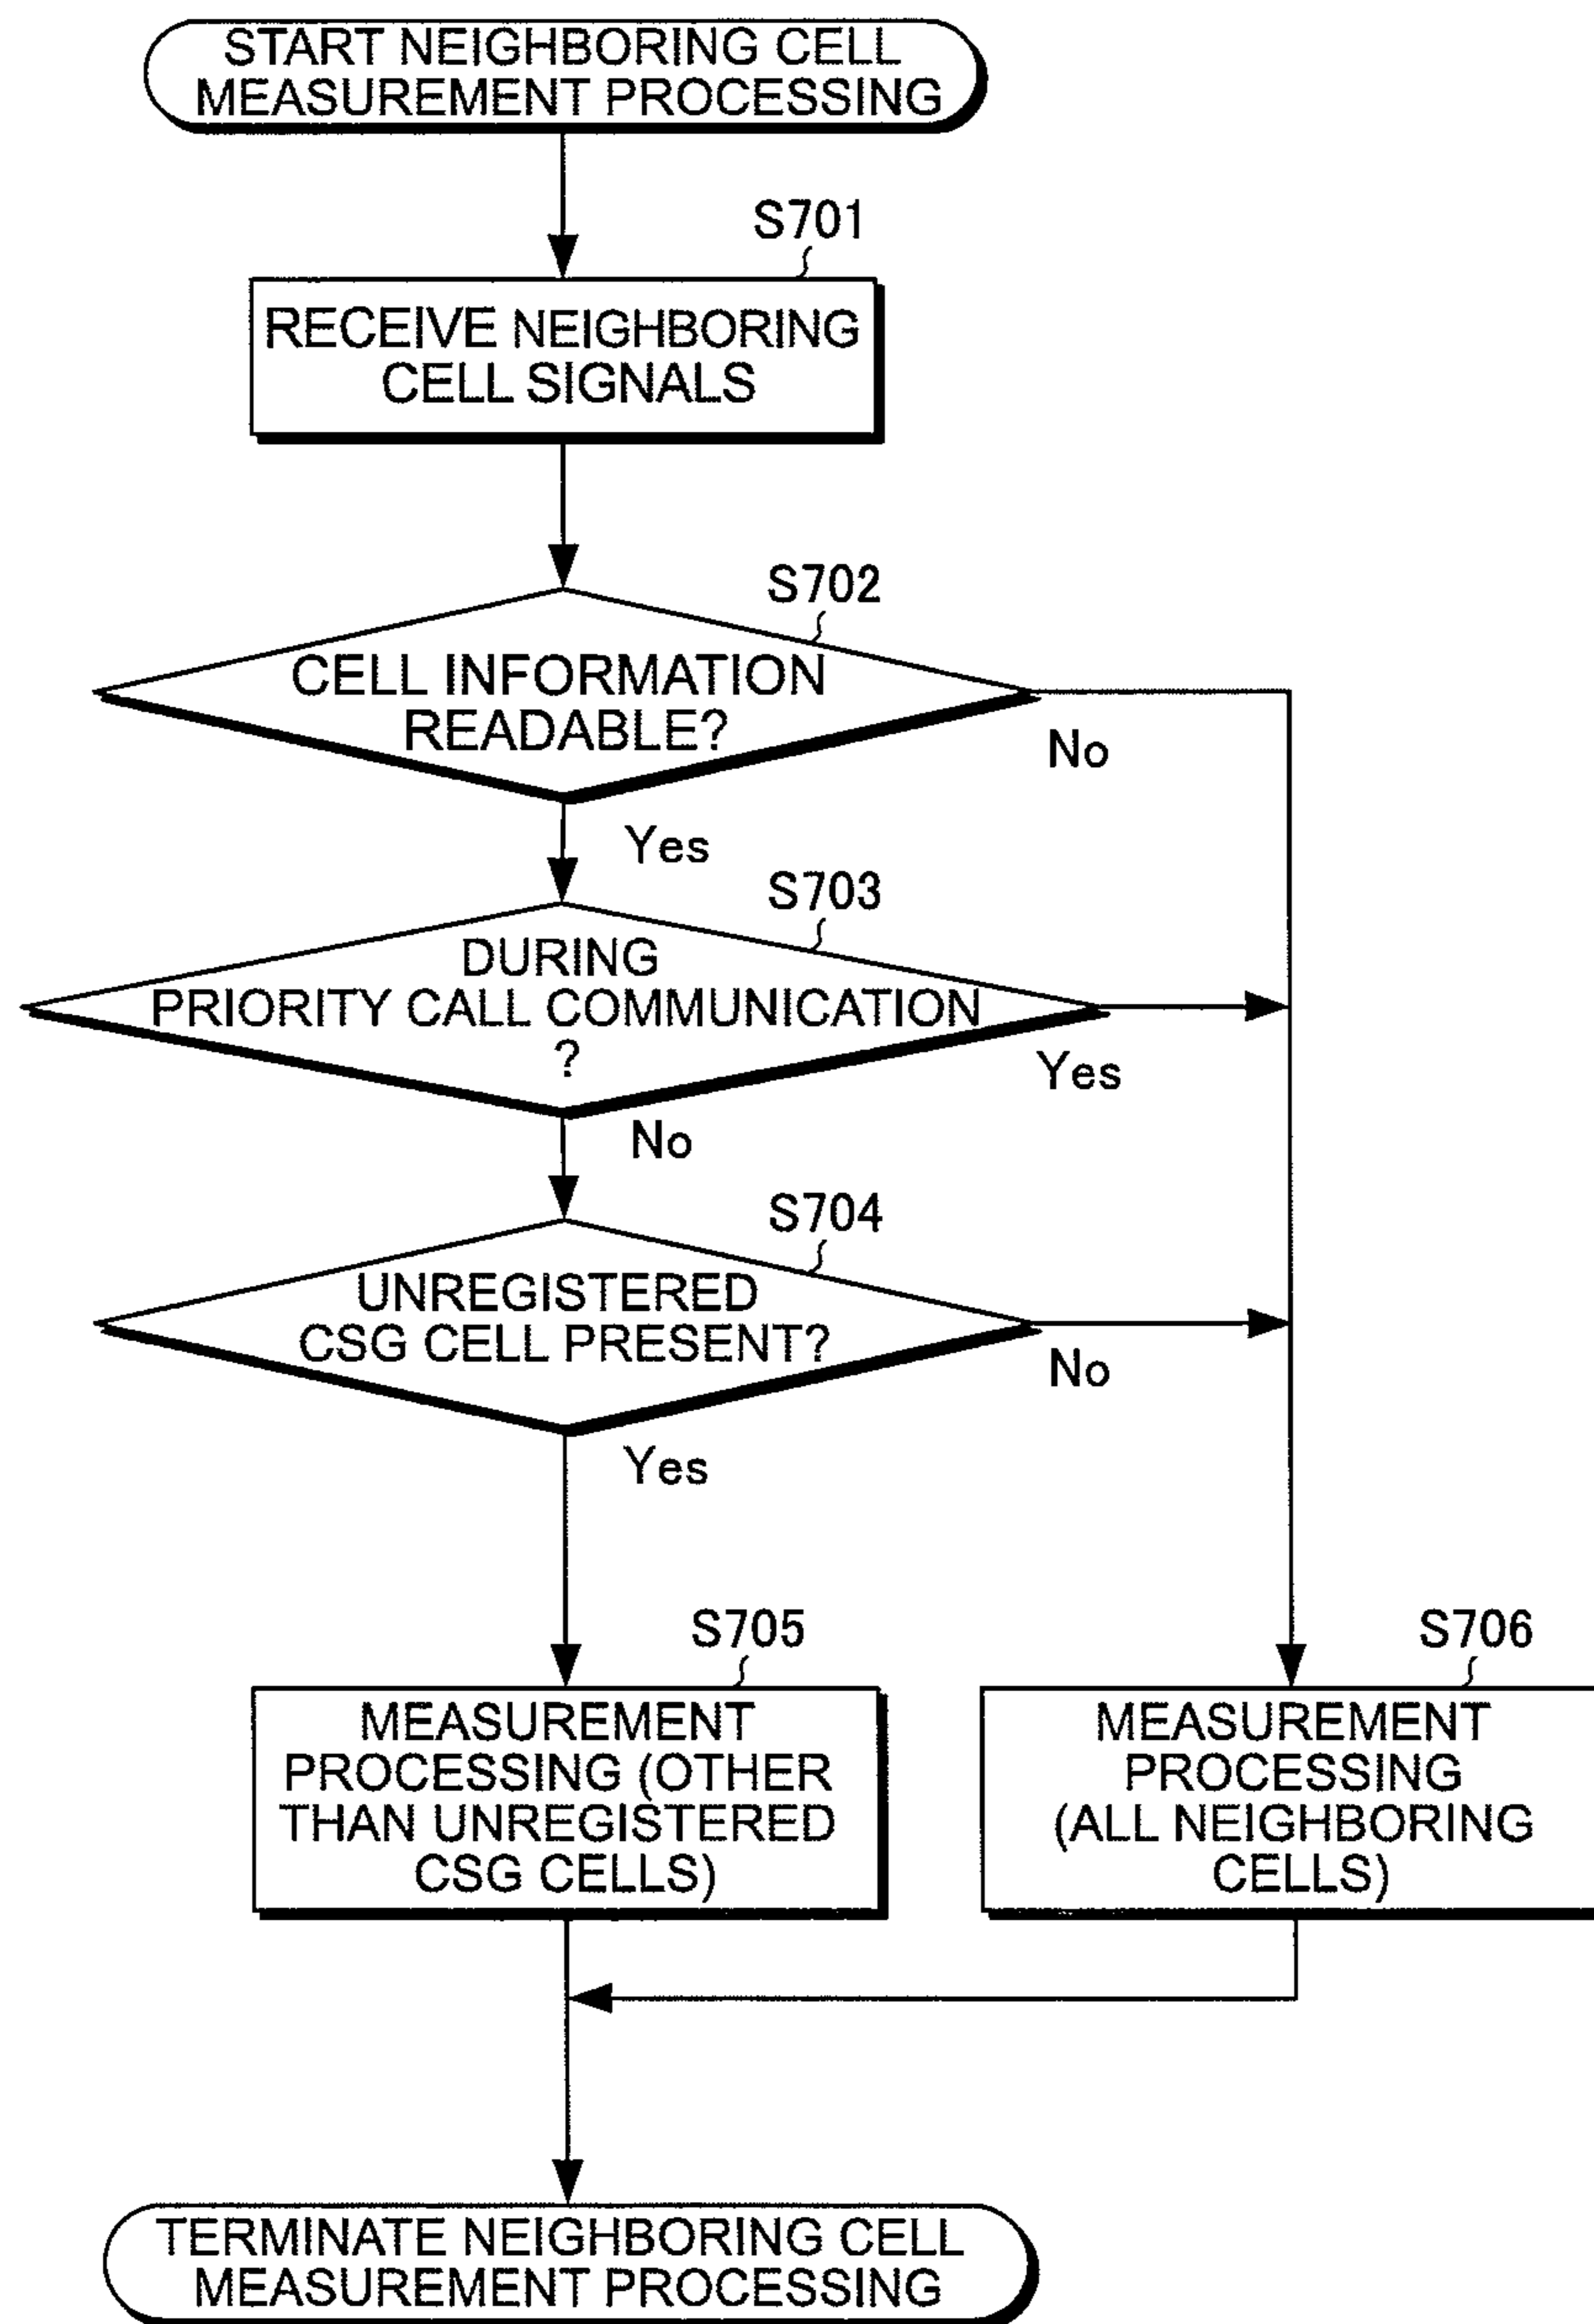 START NEIGHBORING CELL
MEASUREMENT PROCESSING
S701
RECEIVE NEIGHBORING
CELL SIGNALS
S702
CELL INFORMATION
READABLE?
No
Yes
S703
DURING
PRIORITY CALL COMMUNICATION
?
Yes
No
S704
UNREGISTERED
CSG CELL PRESENT?
No
Yes
S705
MEASUREMENT
PROCESSING (OTHER
THAN UNREGISTERED
CSG CELLS)
S706
MEASUREMENT
PROCESSING
(ALL NEIGHBORING
CELLS)
TERMINATE NEIGHBORING CELL
MEASUREMENT PROCESSING